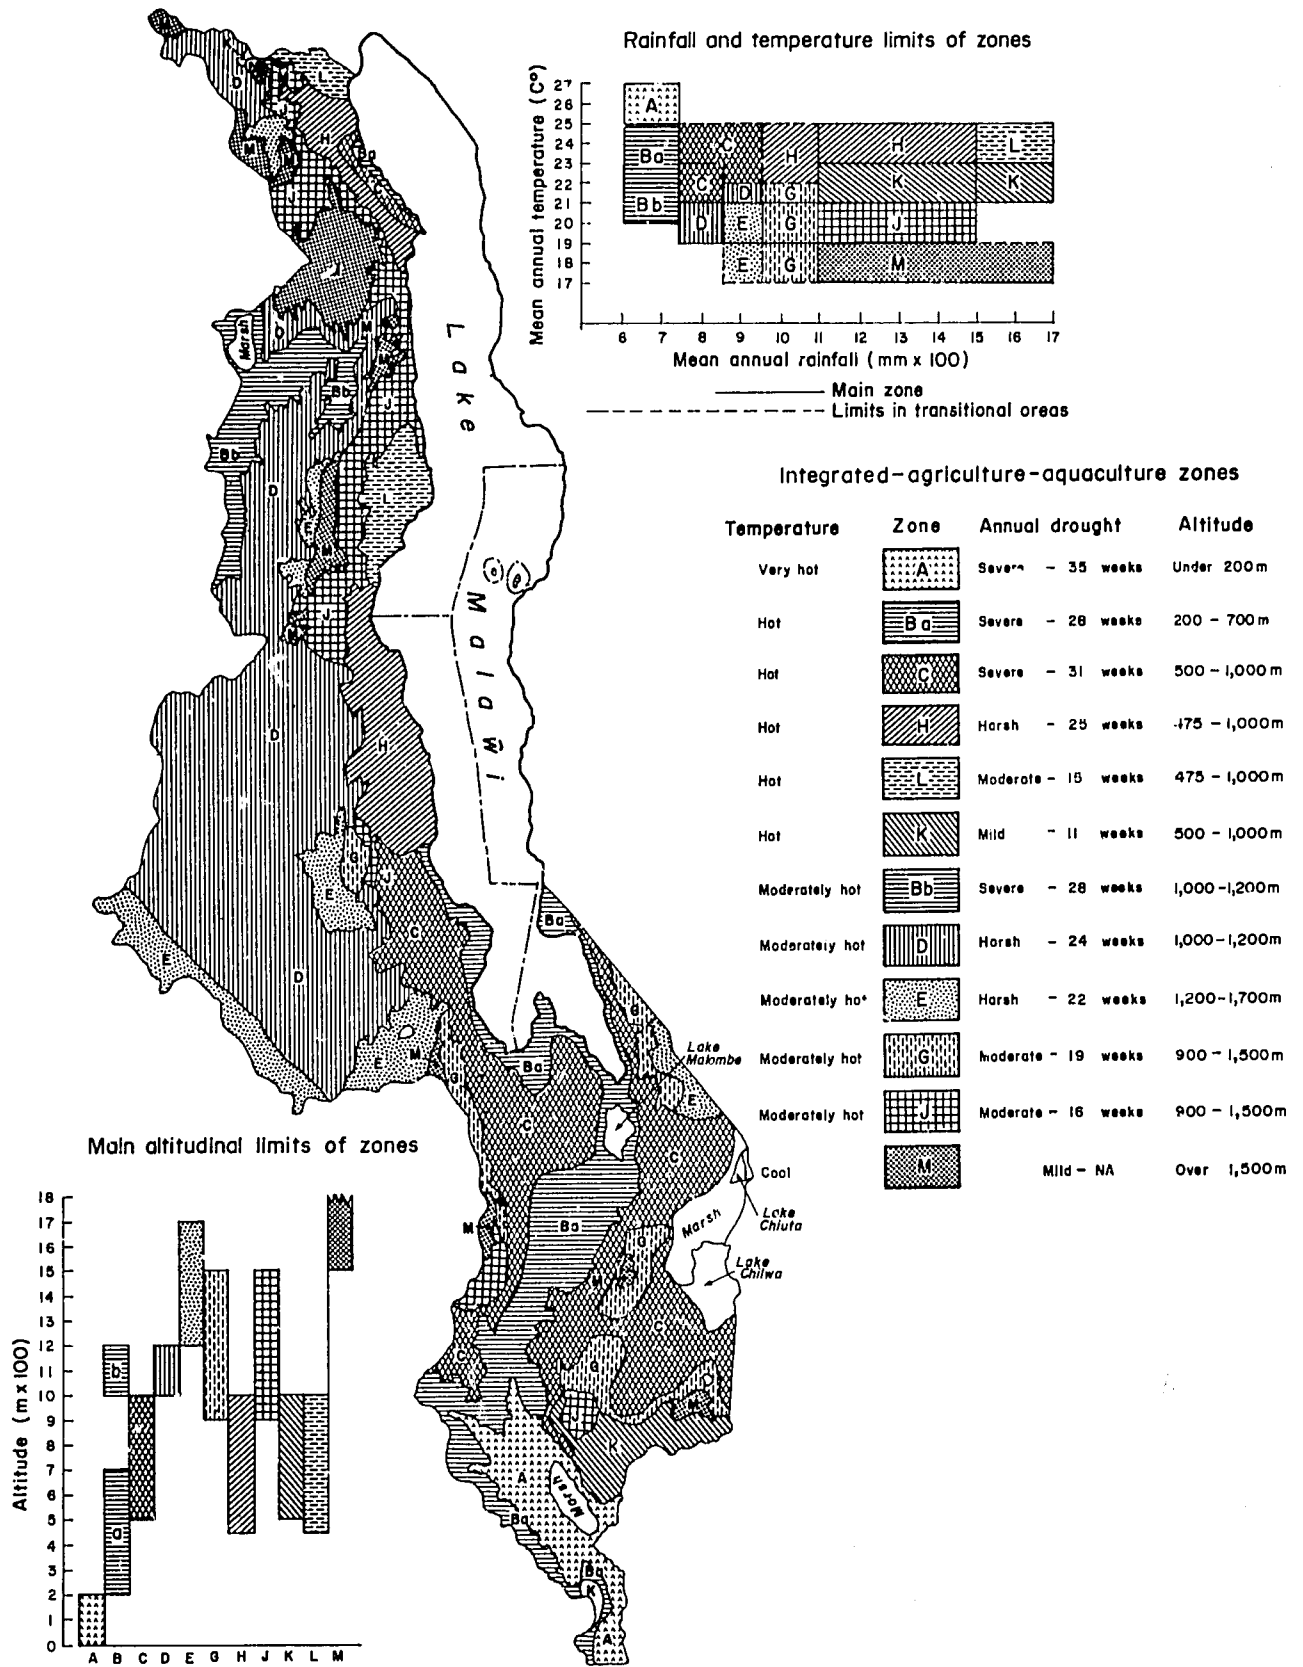 Rainfall and temperature limits of zones
Mean annual temperature (C°)
27
26
25
24
23
22
21
20
19
18
17
A
Ba
C
H
H
L
C
D
G
K
K
Bb
D
E
G
J
E
G
M
6 7 8 9 10 11 12 13 14 15 16 17
Mean annual rainfall (mm x 100)
Main zone
Limits in transitional areas
Integrated-agriculture-aquaculture zones
Temperature Zone Annual drought Altitude
Very hot A Severe - 35 weeks Under 200m
Hot Ba Severe - 28 weeks 200 - 700m
Hot C Severe - 31 weeks 500 - 1,000m
Hot H Harsh - 25 weeks 475 - 1,000m
Hot L Moderate - 15 weeks 475 - 1,000m
Hot K Mild - 11 weeks 500 - 1,000m
Moderately hot Bb Severe - 28 weeks 1,000-1,200m
Moderately hot D Harsh - 24 weeks 1,000-1,200m
Moderately hot E Harsh - 22 weeks 1,200-1,700m
Moderately hot G Moderate - 19 weeks 900 - 1,500m
Moderately hot J Moderate - 16 weeks 900 - 1,500m
Cool M Mild - NA Over 1,500m
M
D
M
L
J
H
M
M
Ba
C
J
J
Marsh
D
M
M
Bb
J
Bb
D
L
E
M
J
M
D
H
G
E
J
C
E
D
E
M
G
Lake Malawi
Ba
Ba
G
Lake
Malombe
E
C
C
Lake
Chiuta
Marsh
Lake
Chilwa
M
Ba
G
M
C
C
G
J
M
K
A
Marsh
Ba
Ba
K
A
Main altitudinal limits of zones
Altitude (m x 100)
18
17
16
15
14
13
12
11
10
9
8
7
6
5
4
3
2
1
0
b
a
A B C D E G H J K L M